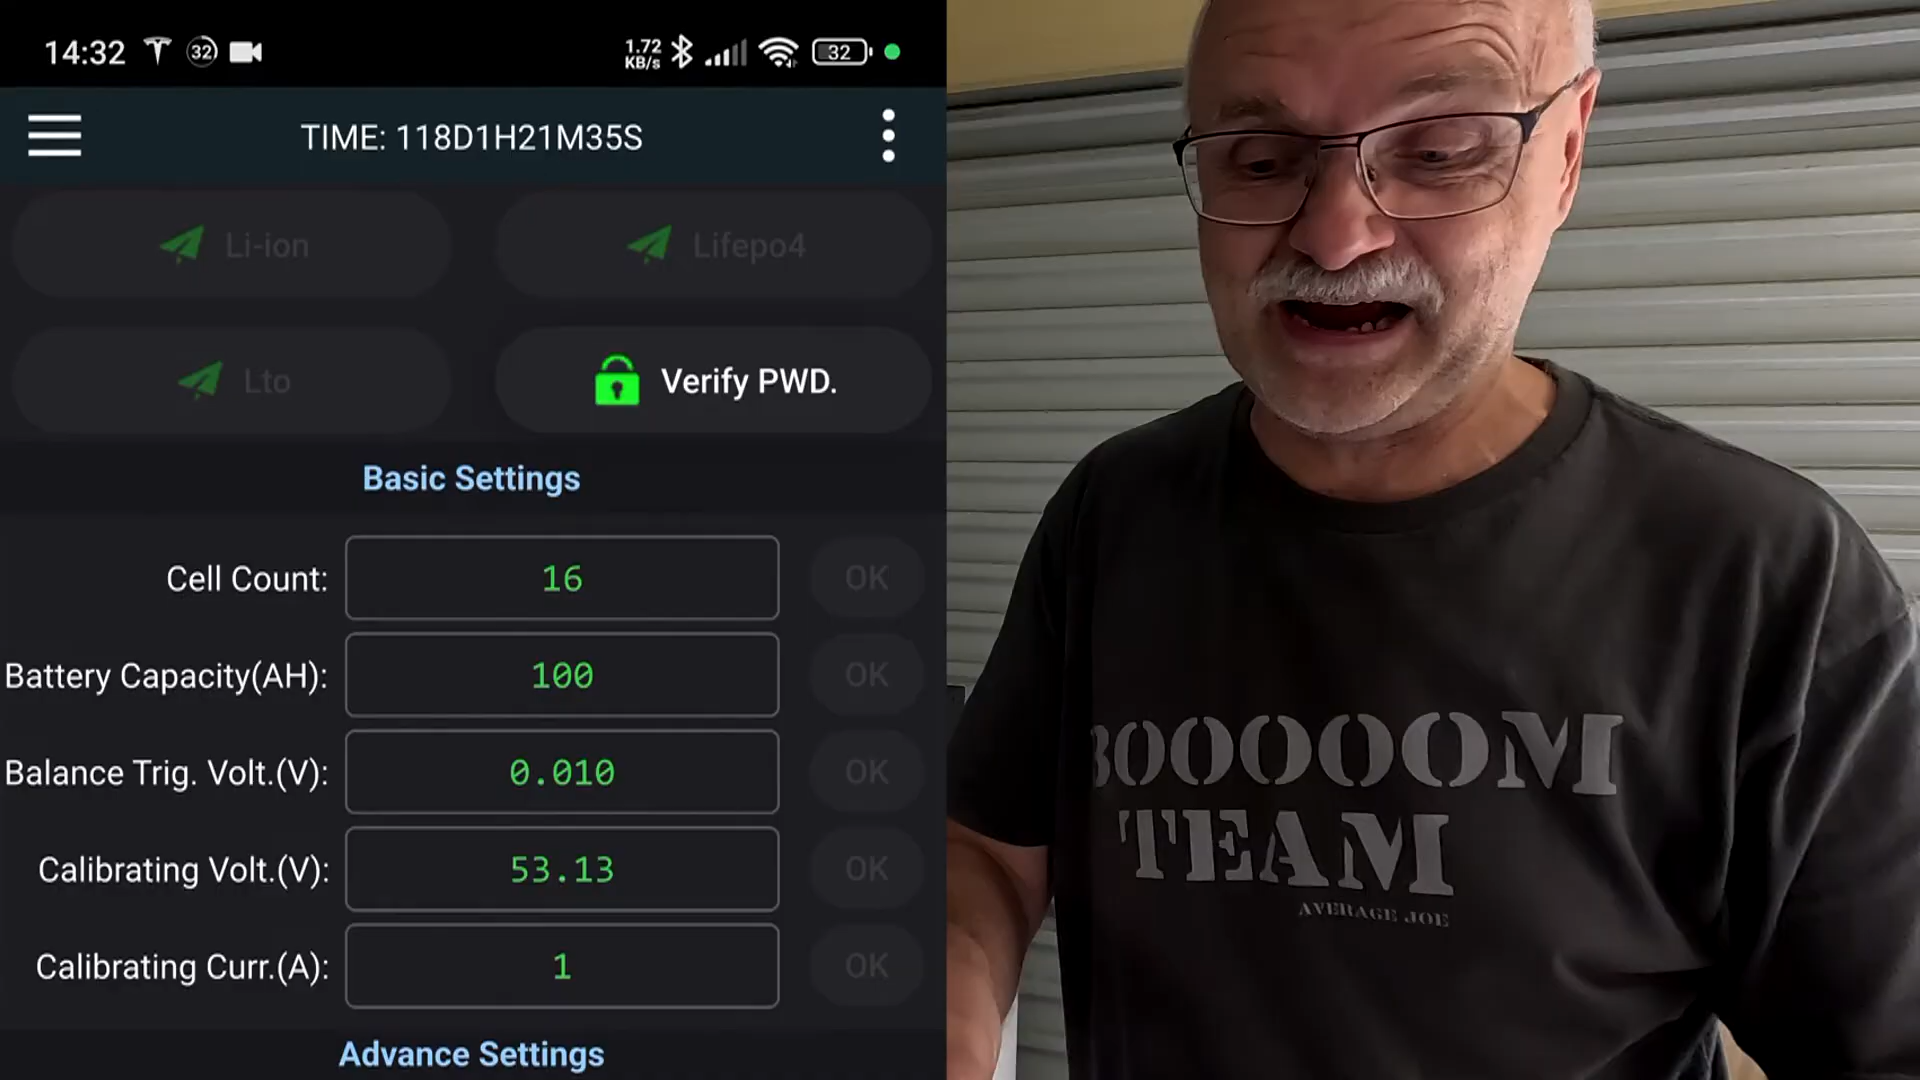 14:32
32
1.72
KB/s
32
TIME: 118D1H21M35S
Li-ion
Lifepo4
Lto
Verify PWD.
Basic Settings
Cell Count:
16
OK
Battery Capacity(AH):
100
OK
Balance Trig. Volt.(V):
0.010
OK
Calibrating Volt.(V):
53.13
OK
Calibrating Curr.(A):
1
OK
Advance Settings
BOOOOOM
TEAM
AVERAGE JOE